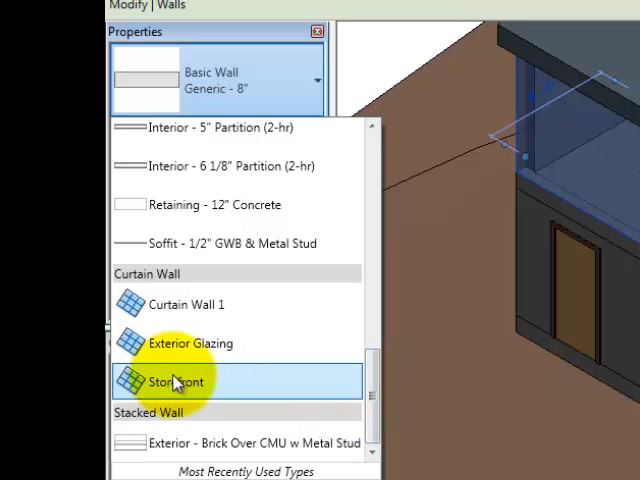 Modify | Walls
Properties
Basic Wall
Generic - 8"
Interior - 5" Partition (2-hr)
Interior - 6 1/8" Partition (2-hr)
Retaining - 12" Concrete
Soffit - 1/2" GWB & Metal Stud
Curtain Wall
Curtain Wall 1
Exterior Glazing
Storefront
Stacked Wall
Exterior - Brick Over CMU w Metal Stud
Most Recently Used Types